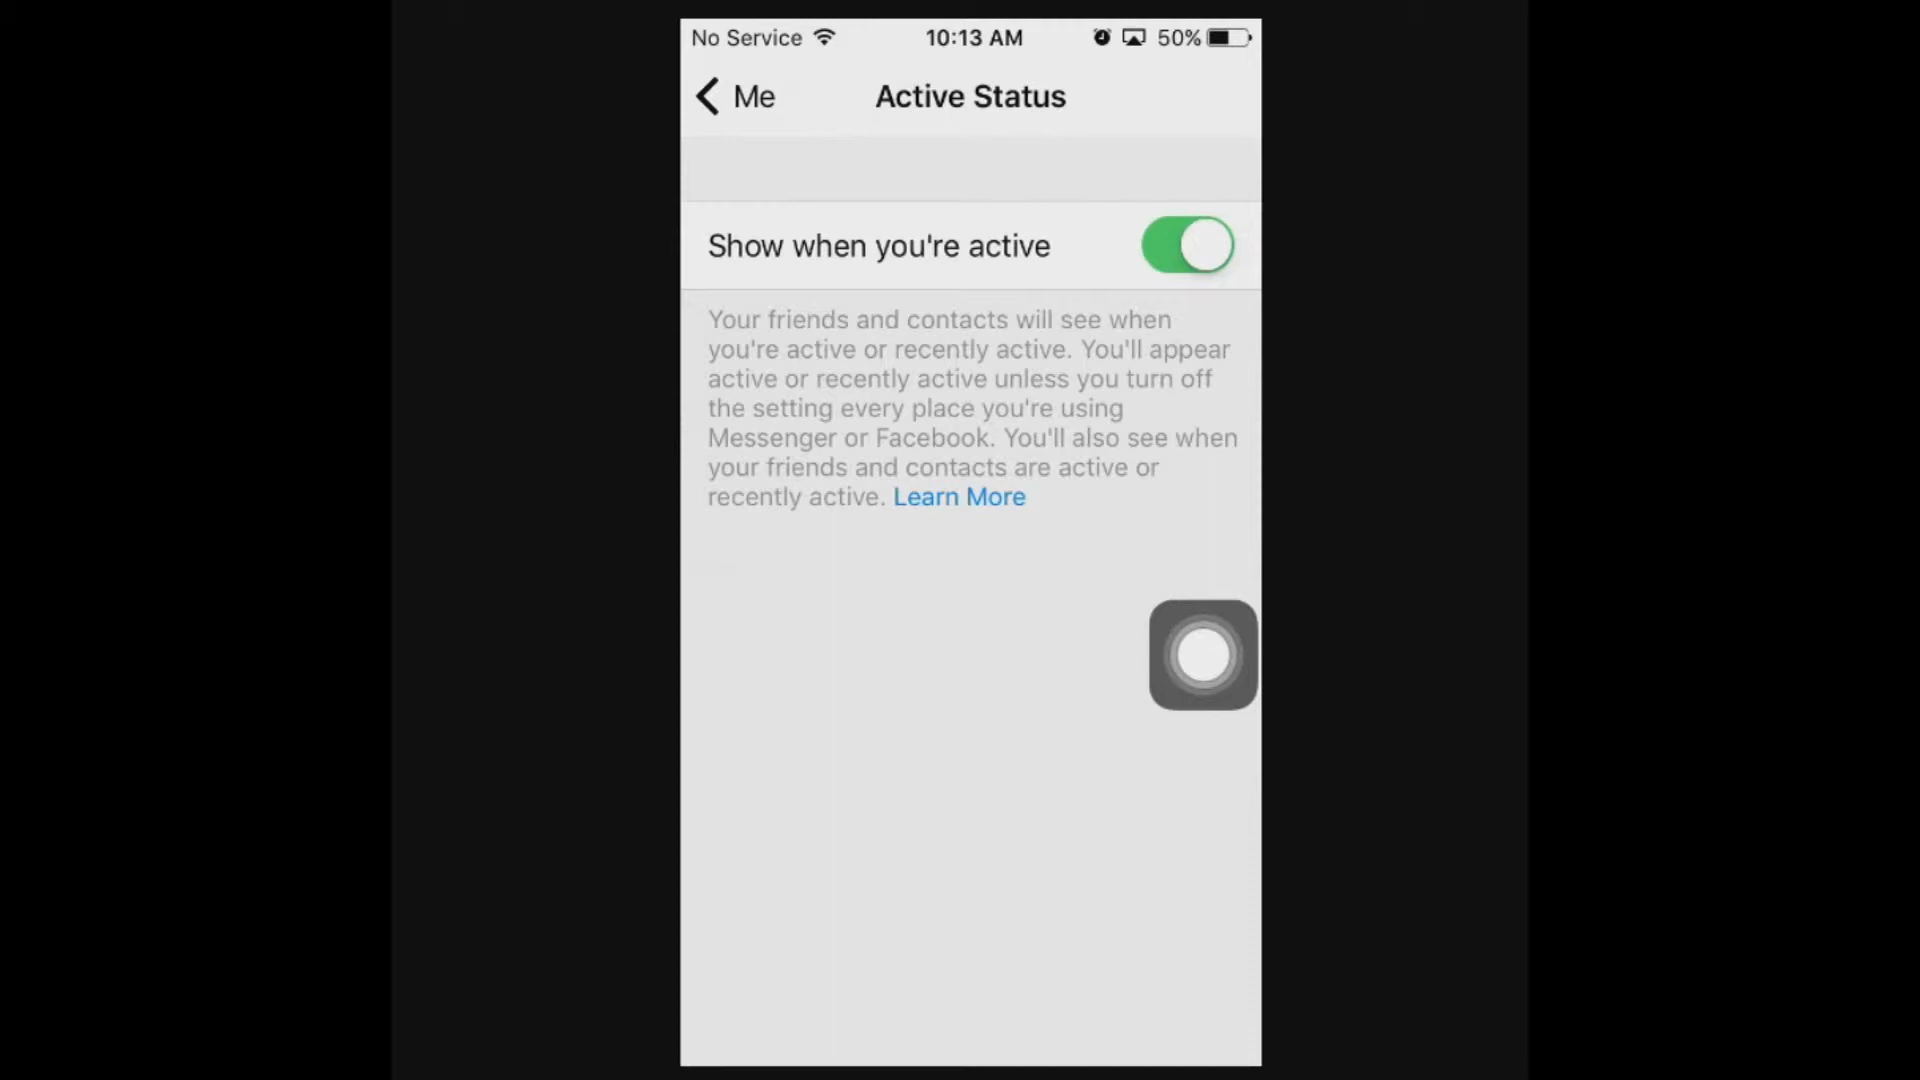 No Service 10:13 AM 50%
Me Active Status
Show when you're active
Your friends and contacts will see when
you're active or recently active. You'll appear
active or recently active unless you turn off
the setting every place you're using
Messenger or Facebook. You'll also see when
your friends and contacts are active or
recently active. Learn More